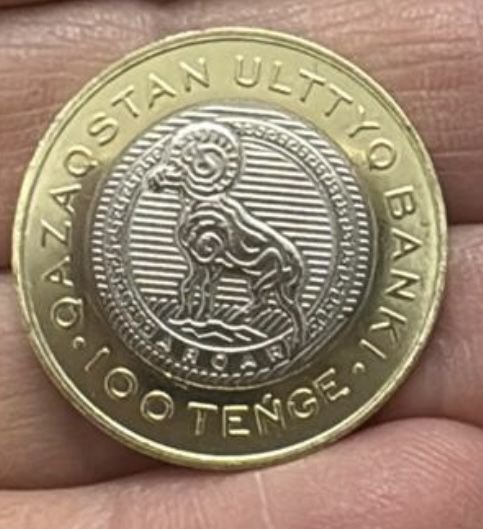 QAZAQSTAN ULTTYQ BANKI
• 100 TEŃGE •
ARQAR